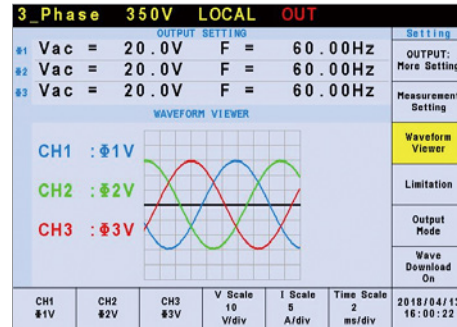 3_Phase 350V LOCAL OUT
OUTPUT SETTING
Φ1 Vac = 20.0V F = 60.00Hz
Φ2 Vac = 20.0V F = 60.00Hz
Φ3 Vac = 20.0V F = 60.00Hz
WAVEFORM VIEWER
CH1 :Φ1V
CH2 :Φ2V
CH3 :Φ3V
Setting
OUTPUT:
More Setting
Measurement
Setting
Waveform
Viewer
Limitation
Output
Mode
Wave
Download
On
CH1
Φ1V
CH2
Φ2V
CH3
Φ3V
V Scale
10
V/div
I Scale
5
A/div
Time Scale
2
ms/div
2018/04/13
16:00:22